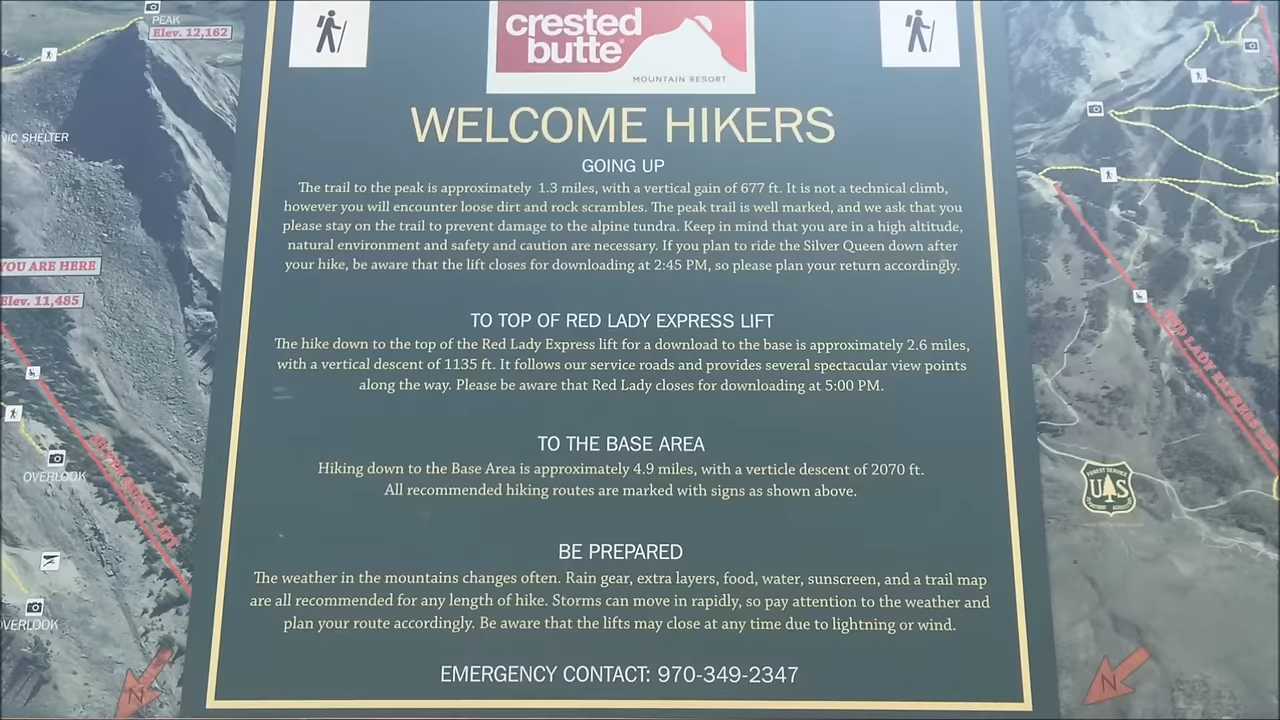 PEAK
Elev. 12,162
NIC SHELTER
YOU ARE HERE
Elev. 11,485
SILVER QUEEN LIFT
OVERLOOK
OVERLOOK
N
crested
butte
MOUNTAIN RESORT
WELCOME HIKERS
GOING UP
The trail to the peak is approximately 1.3 miles, with a vertical gain of 677 ft. It is not a technical climb,
however you will encounter loose dirt and rock scrambles. The peak trail is well marked, and we ask that you
please stay on the trail to prevent damage to the alpine tundra. Keep in mind that you are in a high altitude,
natural environment and safety and caution are necessary. If you plan to ride the Silver Queen down after
your hike, be aware that the lift closes for downloading at 2:45 PM, so please plan your return accordingly.
TO TOP OF RED LADY EXPRESS LIFT
The hike down to the top of the Red Lady Express lift for a download to the base is approximately 2.6 miles,
with a vertical descent of 1135 ft. It follows our service roads and provides several spectacular view points
along the way. Please be aware that Red Lady closes for downloading at 5:00 PM.
TO THE BASE AREA
Hiking down to the Base Area is approximately 4.9 miles, with a verticle descent of 2070 ft.
All recommended hiking routes are marked with signs as shown above.
BE PREPARED
The weather in the mountains changes often. Rain gear, extra layers, food, water, sunscreen, and a trail map
are all recommended for any length of hike. Storms can move in rapidly, so pay attention to the weather and
plan your route accordingly. Be aware that the lifts may close at any time due to lightning or wind.
EMERGENCY CONTACT: 970-349-2347
RED LADY EXPRESS LIFT
FOREST SERVICE
U S
DEPARTMENT OF AGRICULTURE
N